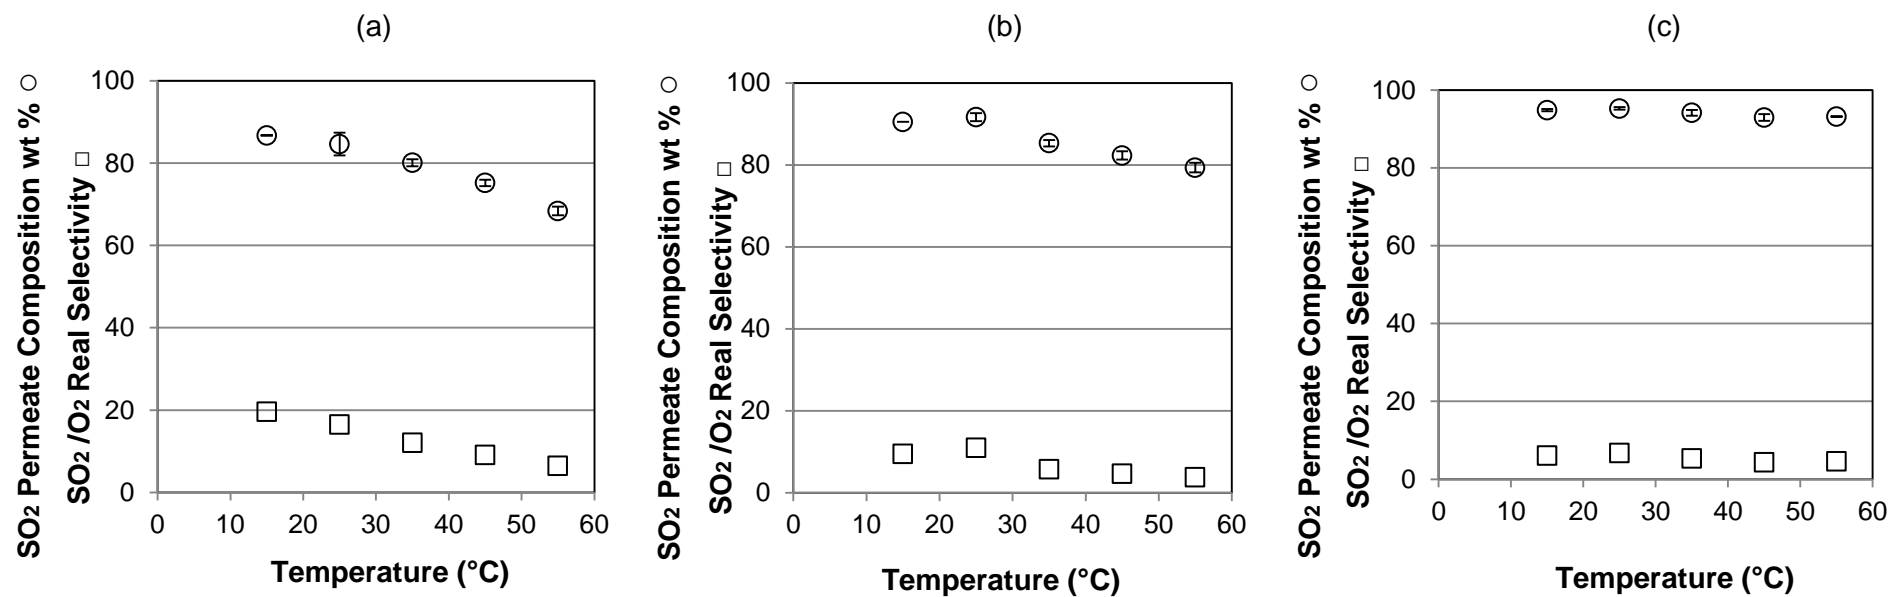 (a)
SO2 Permeate Composition wt % ○
SO2 /O2 Real Selectivity □
100
80
60
40
20
0
0 10 20 30 40 50 60
Temperature (°C)
(b)
SO2 Permeate Composition wt % ○
SO2 /O2 Real Selectivity □
100
80
60
40
20
0
0 10 20 30 40 50 60
Temperature (°C)
(c)
SO2 Permeate Composition wt % ○
SO2 /O2 Real Selectivity □
100
80
60
40
20
0
0 10 20 30 40 50 60
Temperature (°C)